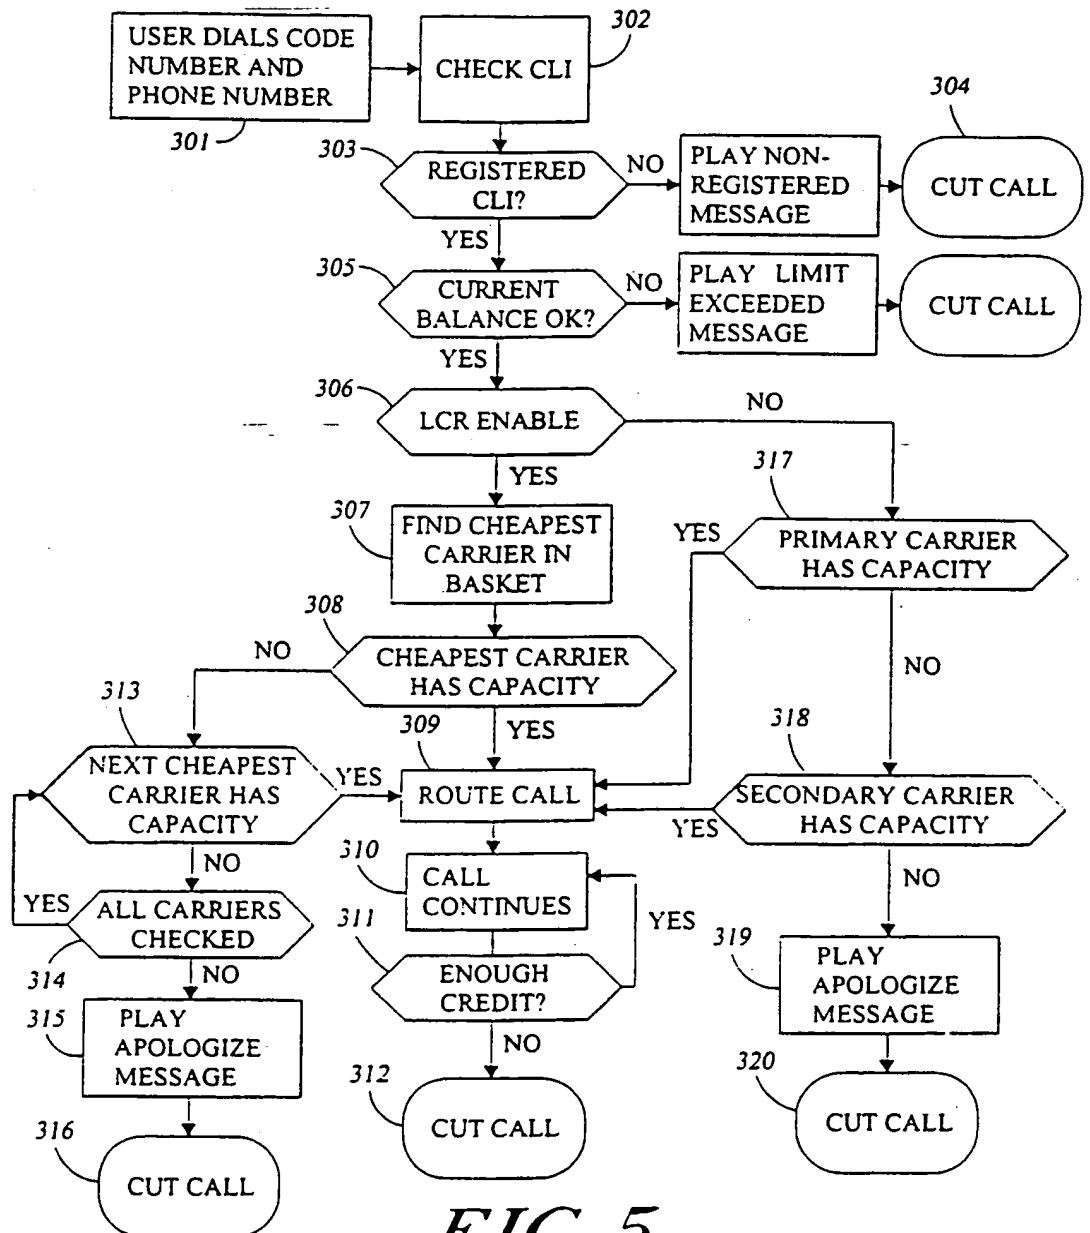 USER DIALS CODE
NUMBER AND
PHONE NUMBER
301
CHECK CLI
302
303
REGISTERED
CLI?
NO
PLAY NON-
REGISTERED
MESSAGE
304
CUT CALL
YES
305
CURRENT
BALANCE OK?
NO
PLAY LIMIT
EXCEEDED
MESSAGE
CUT CALL
YES
306
LCR ENABLE
NO
YES
307
FIND CHEAPEST
CARRIER IN
BASKET
317
YES
PRIMARY CARRIER
HAS CAPACITY
308
NO
CHEAPEST CARRIER
HAS CAPACITY
NO
313
309
YES
318
NEXT CHEAPEST
CARRIER HAS
CAPACITY
YES
ROUTE CALL
YES
SECONDARY CARRIER
HAS CAPACITY
NO
310
CALL
CONTINUES
NO
YES
ALL CARRIERS
CHECKED
314
311
YES
ENOUGH
CREDIT?
319
PLAY
APOLOGIZE
MESSAGE
NO
315
PLAY
APOLOGIZE
MESSAGE
NO
312
CUT CALL
320
CUT CALL
316
CUT CALL
FIG. 5